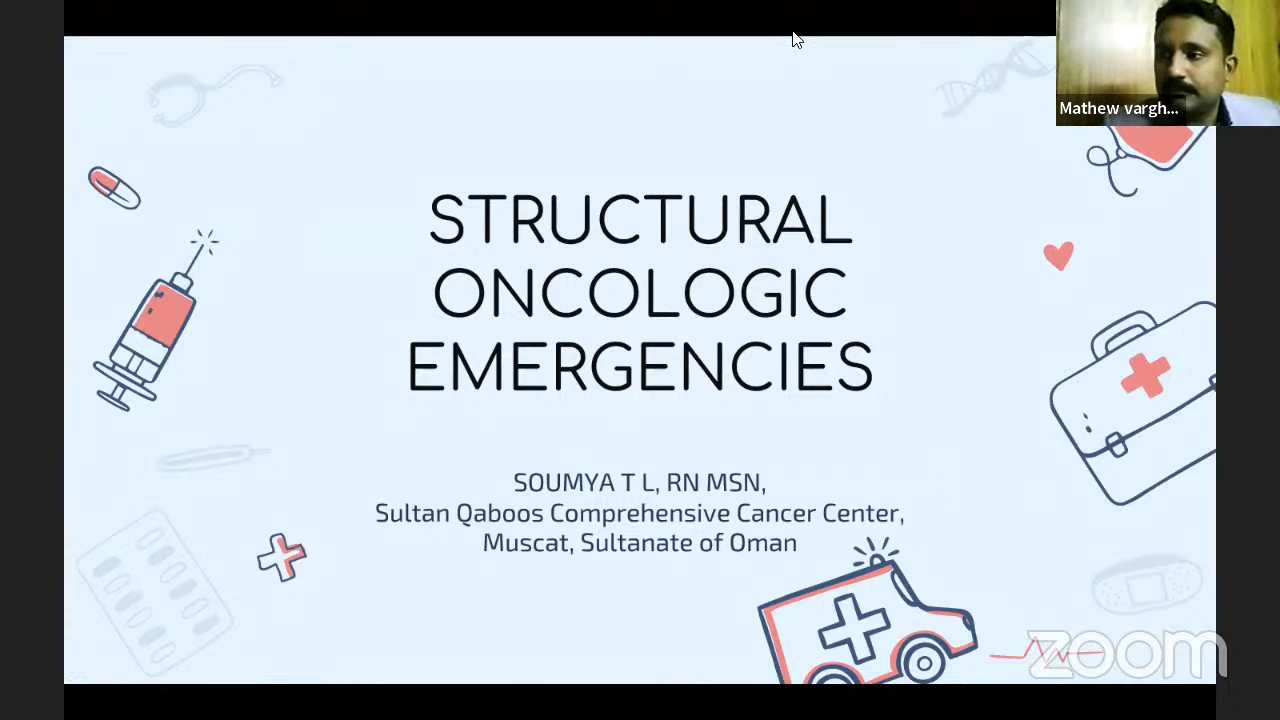 Mathew vargh...
STRUCTURAL
ONCOLOGIC
EMERGENCIES
SOUMYA T L, RN MSN,
Sultan Qaboos Comprehensive Cancer Center,
Muscat, Sultanate of Oman
zoom